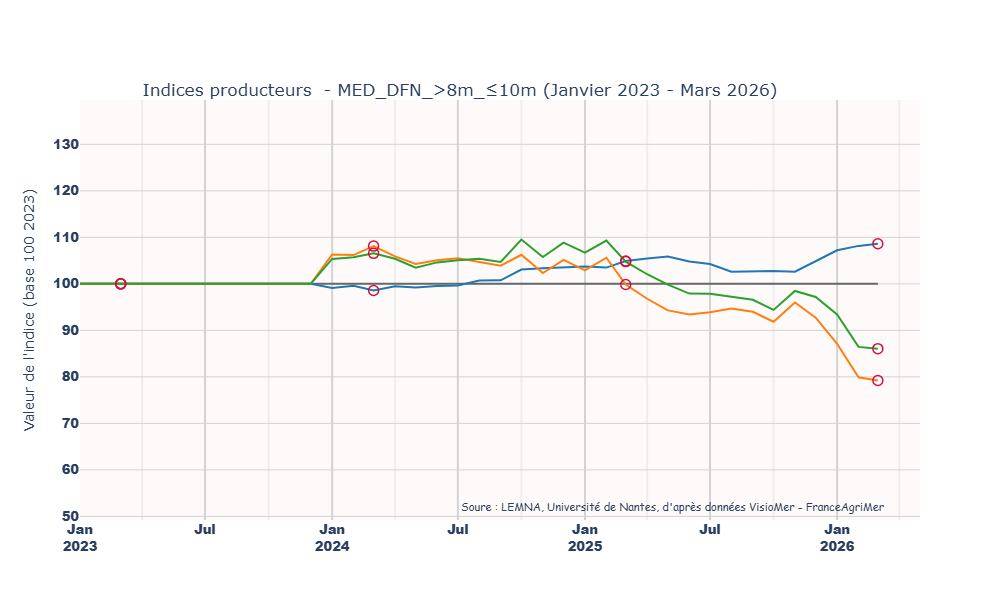 Indices producteurs  - MED_DFN_>8m_≤10m (Janvier 2023 - Mars 2026)
Valeur de l'indice (base 100 2023)
130
120
110
100
90
80
70
60
50
Soure : LEMNA, Université de Nantes, d'après données VisioMer - FranceAgriMer
Jan Jul Jan Jul Jan Jul Jan
2023 2024 2025 2026